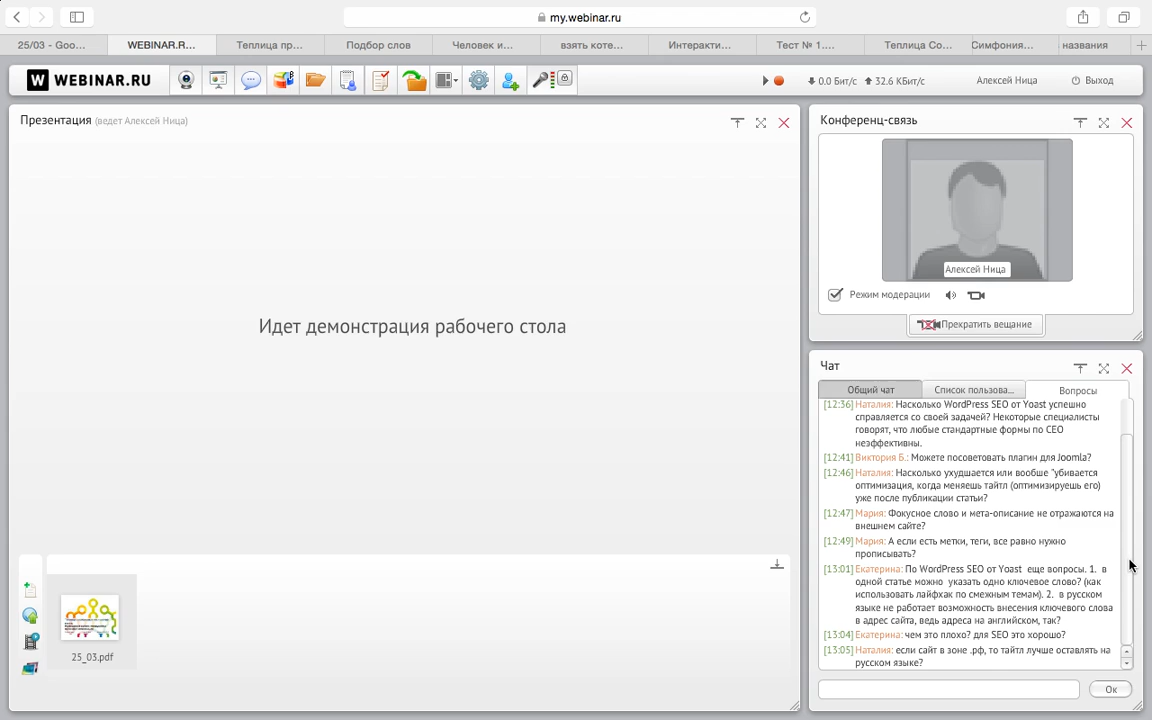 my.webinar.ru
25/03 - Goo...
WEBINAR.R...
Теплица пр...
Подбор слов
Человек и...
взять коте...
Интеракти...
Тест № 1....
Теплица Со...
Симфония...
названия
W WEBINAR.RU
0.0 Бит/с
32.6 КБит/с
Алексей Ница
Выход
Презентация (ведет Алексей Ница)
Идет демонстрация рабочего стола
25_03.pdf
Конференц-связь
Алексей Ница
Режим модерации
Прекратить вещание
Чат
Общий чат
Список пользова...
Вопросы
[12:36] Наталия: Насколько WordPress SEO от Yoast успешно
справляется со своей задачей? Некоторые специалисты
говорят, что любые стандартные формы по СЕО
неэффективны.
[12:41] Виктория Б.: Можете посоветовать плагин для Joomla?
[12:46] Наталия: Насколько ухудшается или вообще "убивается
оптимизация, когда меняешь тайтл (оптимизируешь его)
уже после публикации статьи?
[12:47] Мария: Фокусное слово и мета-описание не отражаются на
внешнем сайте?
[12:49] Мария: А если есть метки, теги, все равно нужно
прописывать?
[13:01] Екатерина: По WordPress SEO от Yoast еще вопросы. 1. в
одной статье можно указать одно ключевое слово? (как
использовать лайфхак по смежным темам). 2. в русском
языке не работает возможность внесения ключевого слова
в адрес сайта, ведь адреса на английском, так?
[13:04] Екатерина: чем это плохо? для SEO это хорошо?
[13:05] Наталия: если сайт в зоне .рф, то тайтл лучше оставлять на
русском языке?
Ок